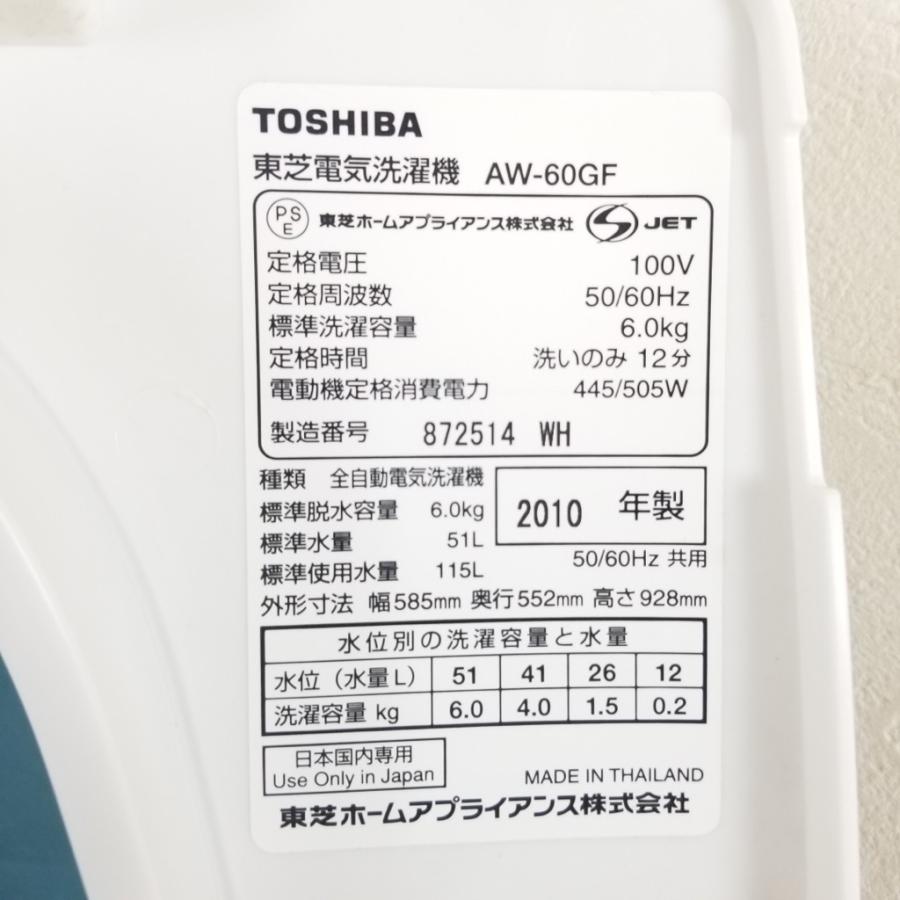 TOSHIBA
東芝電気洗濯機 AW-60GF
PS E 東芝ホームアプライアンス株式会社 JET
定格電圧 100V
定格周波数 50/60Hz
標準洗濯容量 6.0kg
定格時間 洗いのみ 12分
電動機定格消費電力 445/505W
製造番号 872514 WH
種類 全自動電気洗濯機
標準脱水容量 6.0kg
2010 年製
標準水量 51L
50/60Hz 共用
標準使用水量 115L
外形寸法 幅585mm 奥行552mm 高さ928mm
水位別の洗濯容量と水量
水位（水量L） 51 41 26 12
洗濯容量 kg 6.0 4.0 1.5 0.2
日本国内専用
Use Only in Japan
MADE IN THAILAND
東芝ホームアプライアンス株式会社